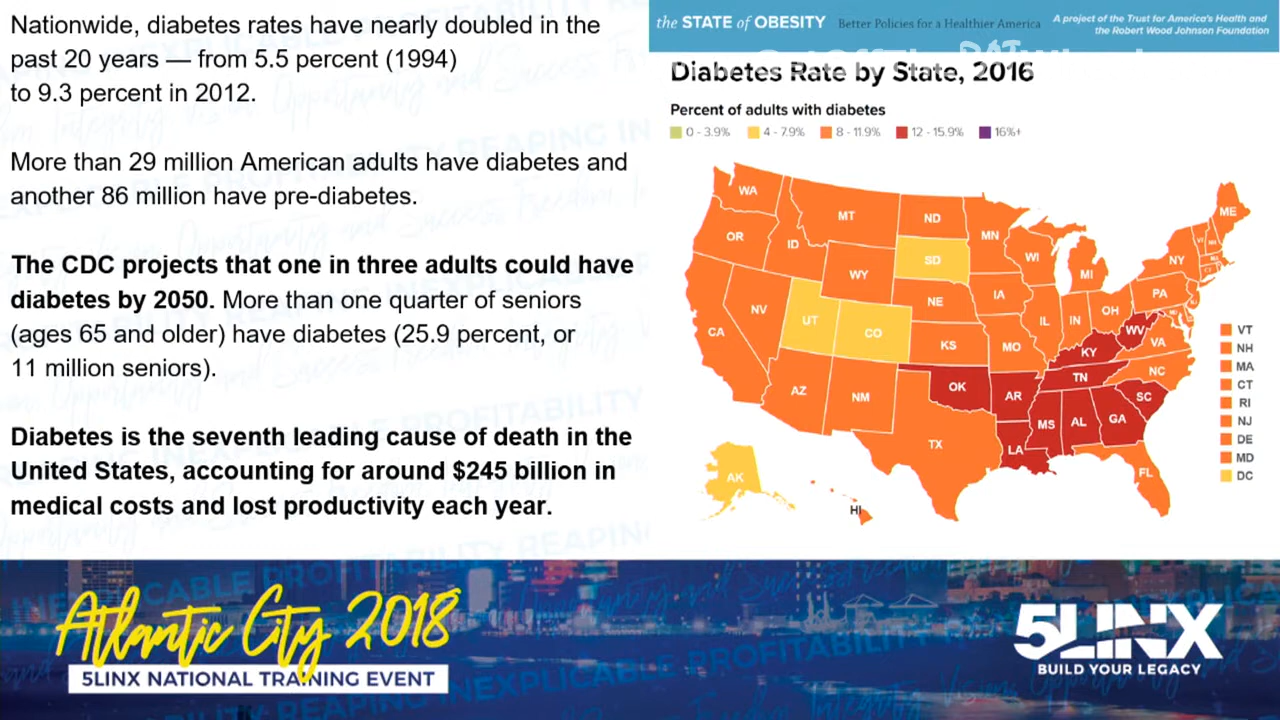 Nationwide, diabetes rates have nearly doubled in the
past 20 years — from 5.5 percent (1994)
to 9.3 percent in 2012.
More than 29 million American adults have diabetes and
another 86 million have pre-diabetes.
The CDC projects that one in three adults could have
diabetes by 2050. More than one quarter of seniors
(ages 65 and older) have diabetes (25.9 percent, or
11 million seniors).
Diabetes is the seventh leading cause of death in the
United States, accounting for around $245 billion in
medical costs and lost productivity each year.
the STATE of OBESITY Better Policies for a Healthier America
A project of the Trust for America's Health and
the Robert Wood Johnson Foundation
Diabetes Rate by State, 2016
Percent of adults with diabetes
0 - 3.9% 4 - 7.9% 8 - 11.9% 12 - 15.9% 16%+
WA
MT
ND
MN
ME
OR
ID
SD
WI
MI
NY
WY
IA
NE
PA
NV
UT
CO
IL
IN
OH
CA
KS
MO
KY
WV
VA
AZ
NM
OK
AR
TN
NC
TX
LA
MS
AL
GA
SC
FL
AK
HI
VT
NH
MA
CT
RI
NJ
DE
MD
DC
Atlantic City 2018
5LINX NATIONAL TRAINING EVENT
5LINX
BUILD YOUR LEGACY